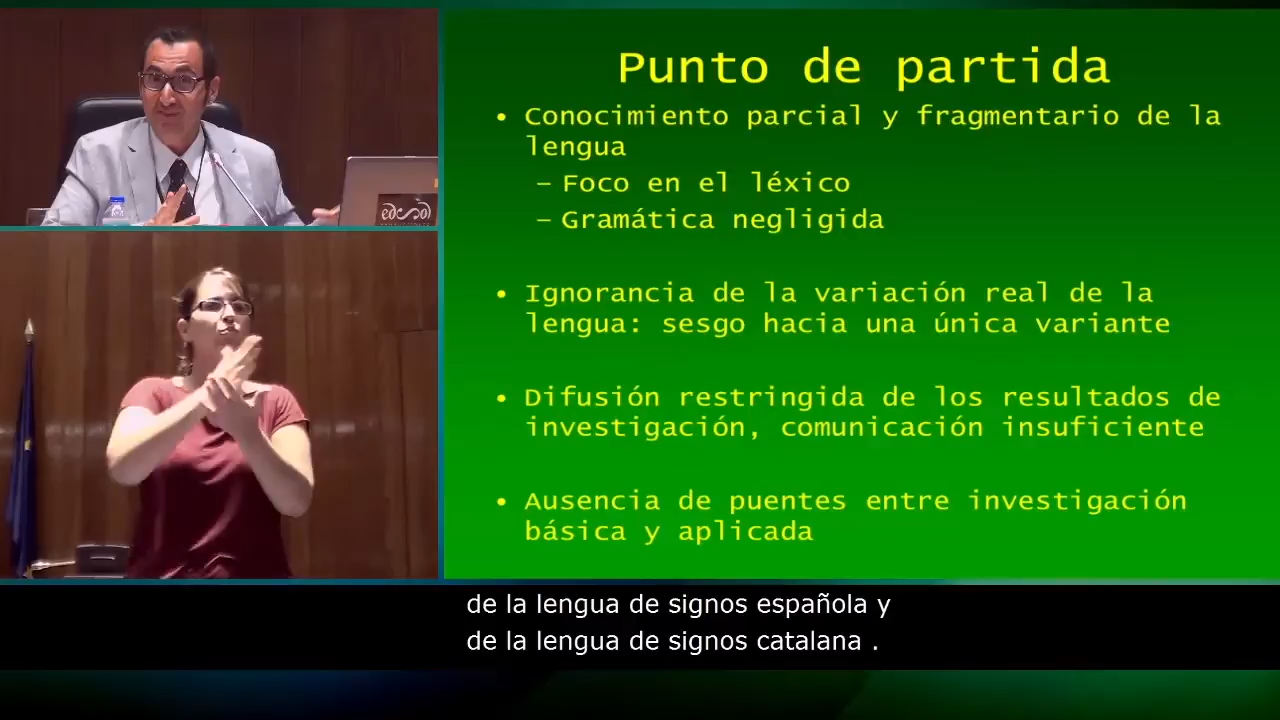 Punto de partida
• Conocimiento parcial y fragmentario de la
lengua
– Foco en el léxico
– Gramática negligida
• Ignorancia de la variación real de la
lengua: sesgo hacia una única variante
• Difusión restringida de los resultados de
investigación, comunicación insuficiente
• Ausencia de puentes entre investigación
básica y aplicada
de la lengua de signos española y
de la lengua de signos catalana .